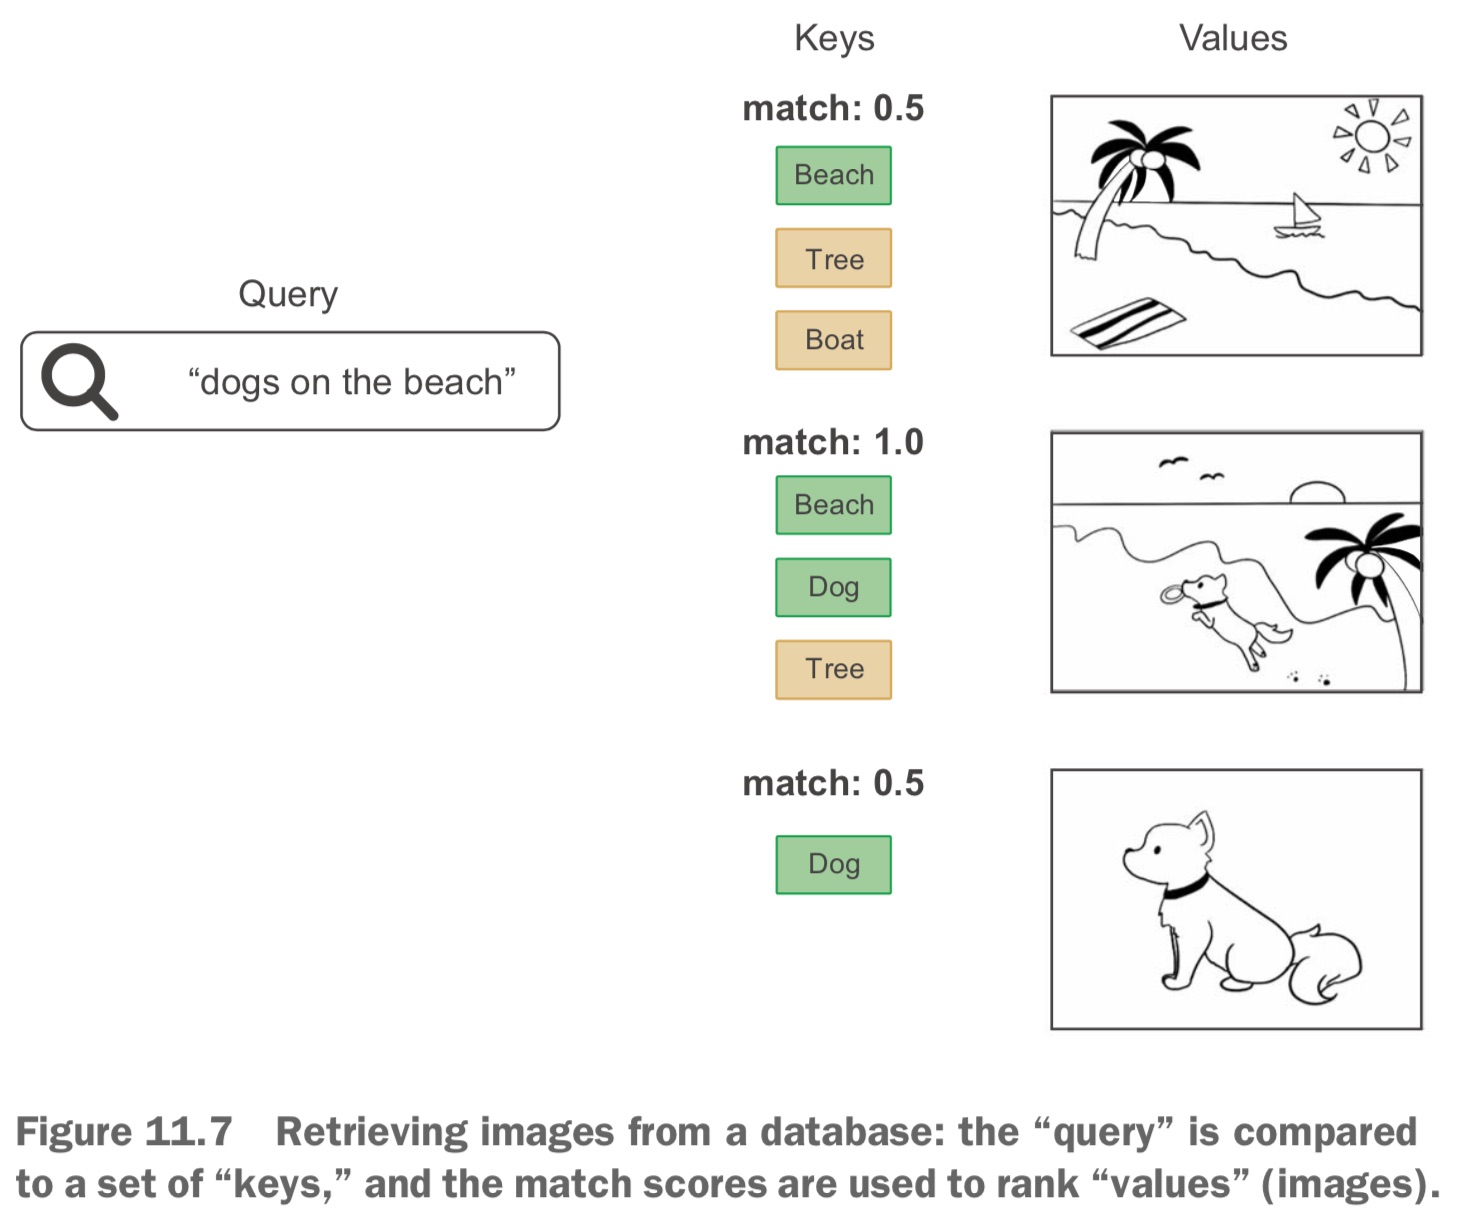 Keys
Values
match: 0.5
Beach
Tree
Boat
Query
“dogs on the beach”
match: 1.0
Beach
Dog
Tree
match: 0.5
Dog
Figure 11.7 Retrieving images from a database: the “query” is compared
to a set of “keys,” and the match scores are used to rank “values” (images).